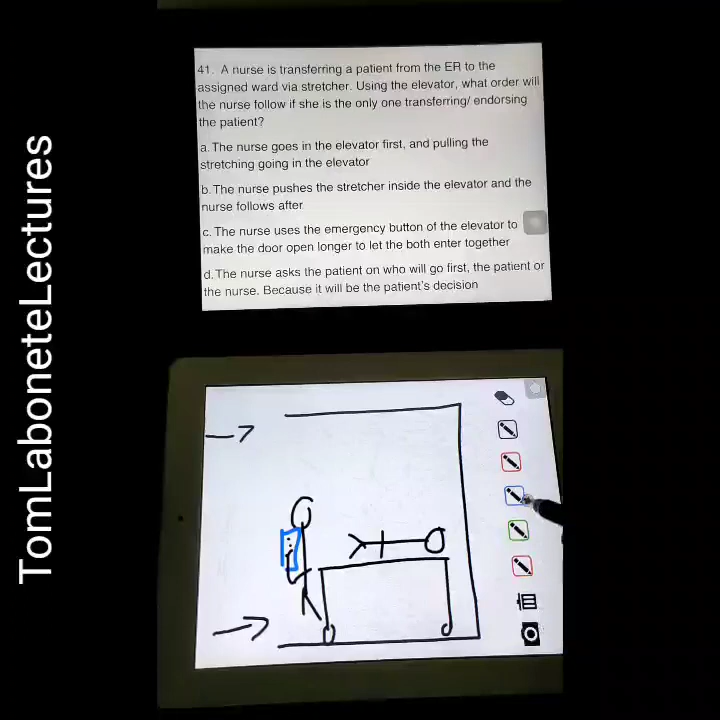 TomLaboneteLectures
41. A nurse is transferring a patient from the ER to the
assigned ward via stretcher. Using the elevator, what order will
the nurse follow if she is the only one transferring/ endorsing
the patient?
a. The nurse goes in the elevator first, and pulling the
stretching going in the elevator
b. The nurse pushes the stretcher inside the elevator and the
nurse follows after
c. The nurse uses the emergency button of the elevator to
make the door open longer to let the both enter together
d. The nurse asks the patient on who will go first, the patient or
the nurse. Because it will be the patient's decision